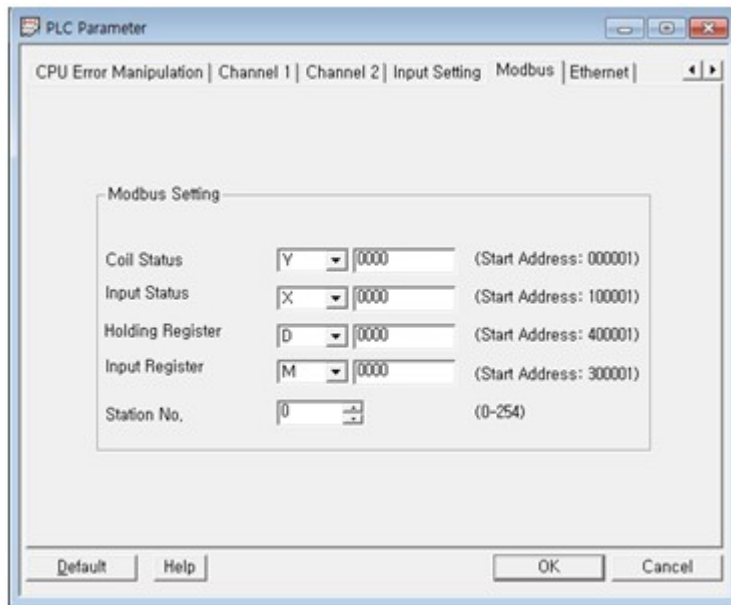 PLC Parameter
CPU Error Manipulation | Channel 1 | Channel 2 | Input Setting Modbus | Ethernet |
Modbus Setting
Coil Status Y 0000 (Start Address: 000001)
Input Status X 0000 (Start Address: 100001)
Holding Register D 0000 (Start Address: 400001)
Input Register M 0000 (Start Address: 300001)
Station No. 0 (0-254)
Default Help OK Cancel